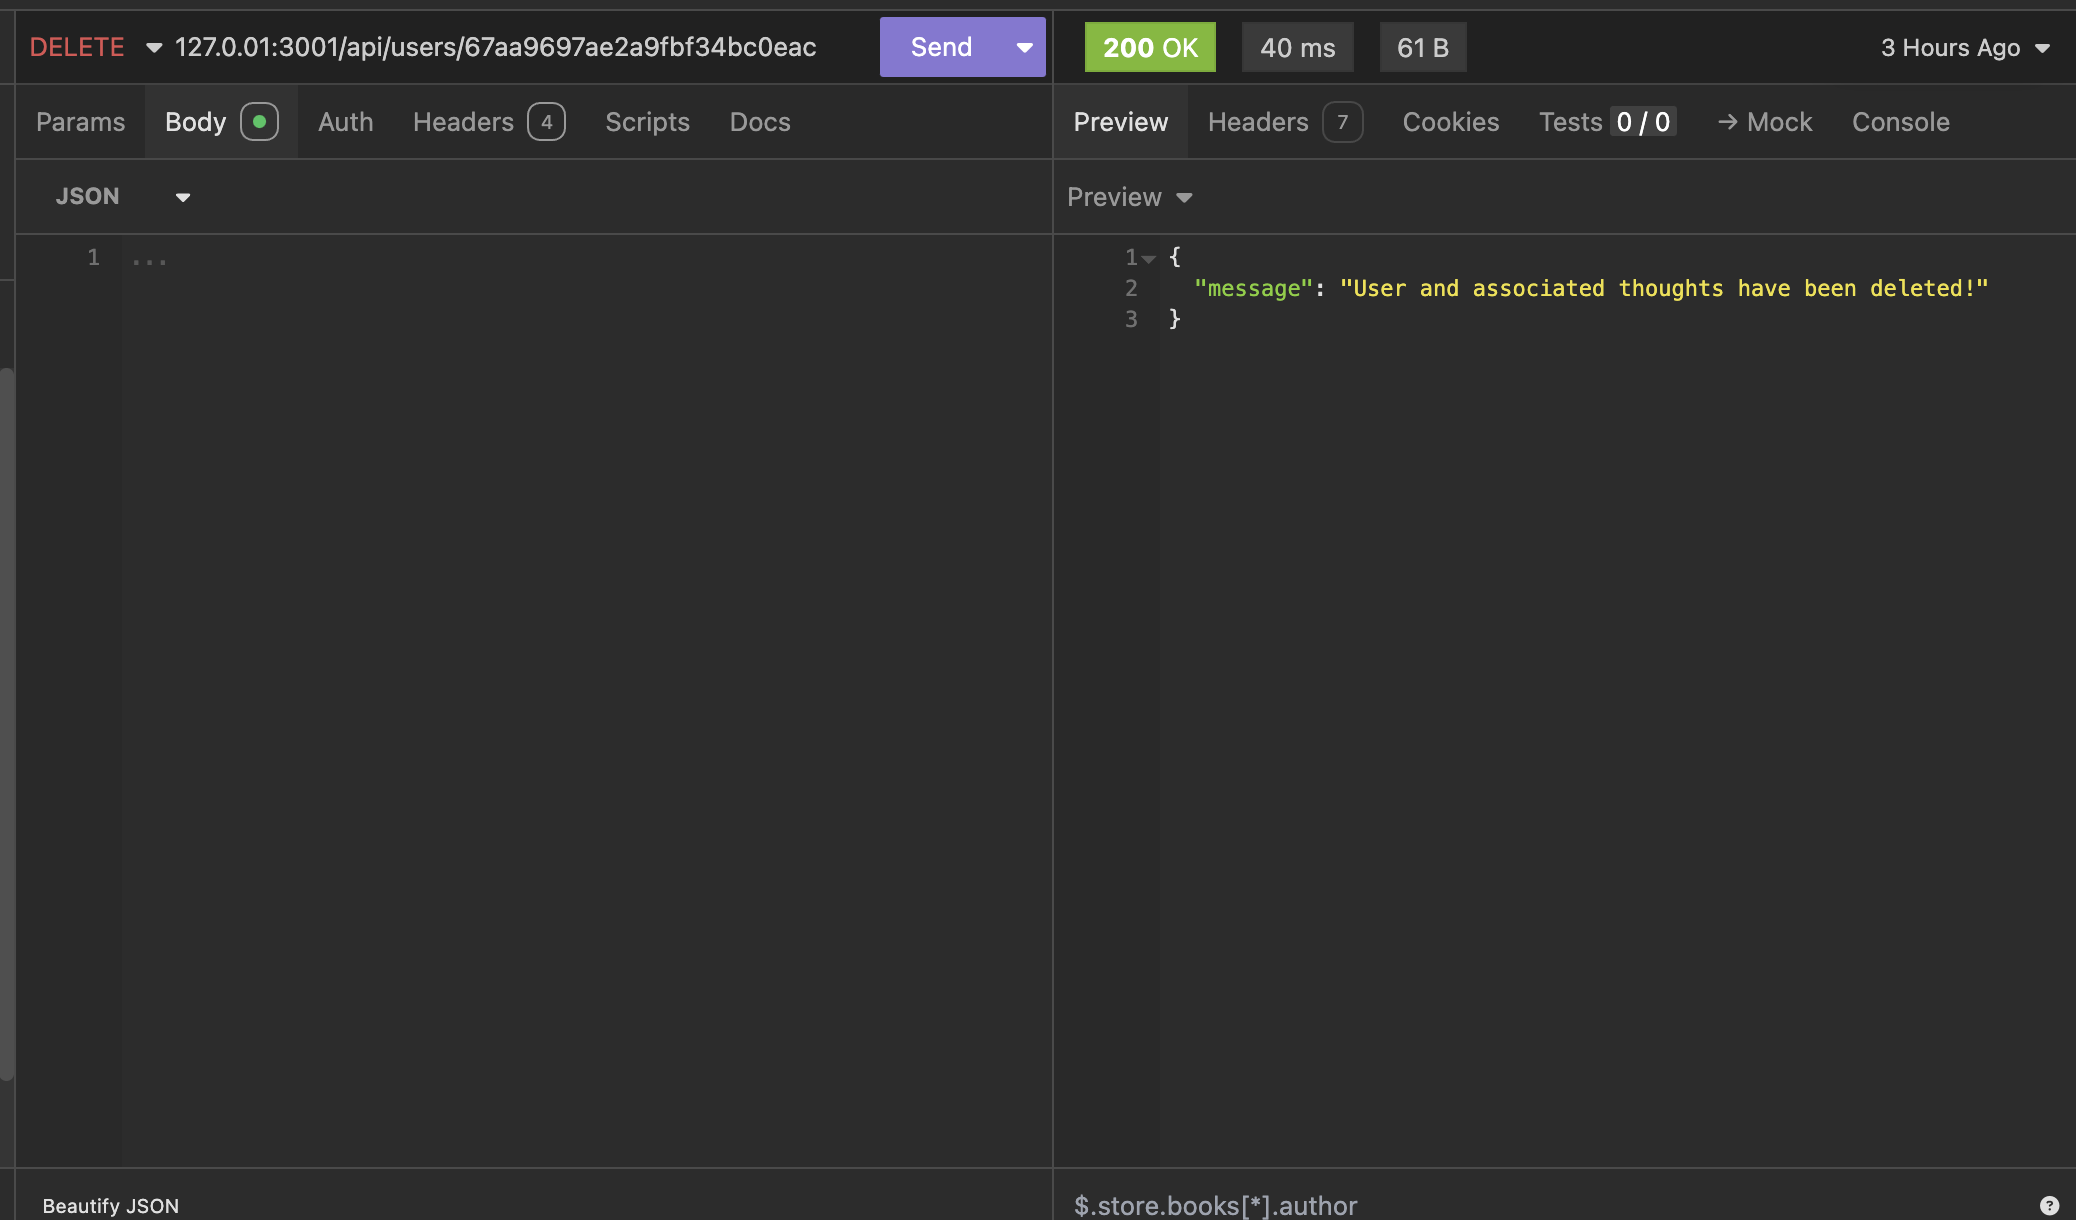 DELETE 127.0.01:3001/api/users/67aa9697ae2a9fbf34bc0eac Send 200 OK 40 ms 61 B 3 Hours Ago
Params Body Auth Headers 4 Scripts Docs Preview Headers 7 Cookies Tests 0 / 0 → Mock Console
JSON Preview
1 ...
1 {
2 "message": "User and associated thoughts have been deleted!"
3 }
Beautify JSON $.store.books[*].author ?